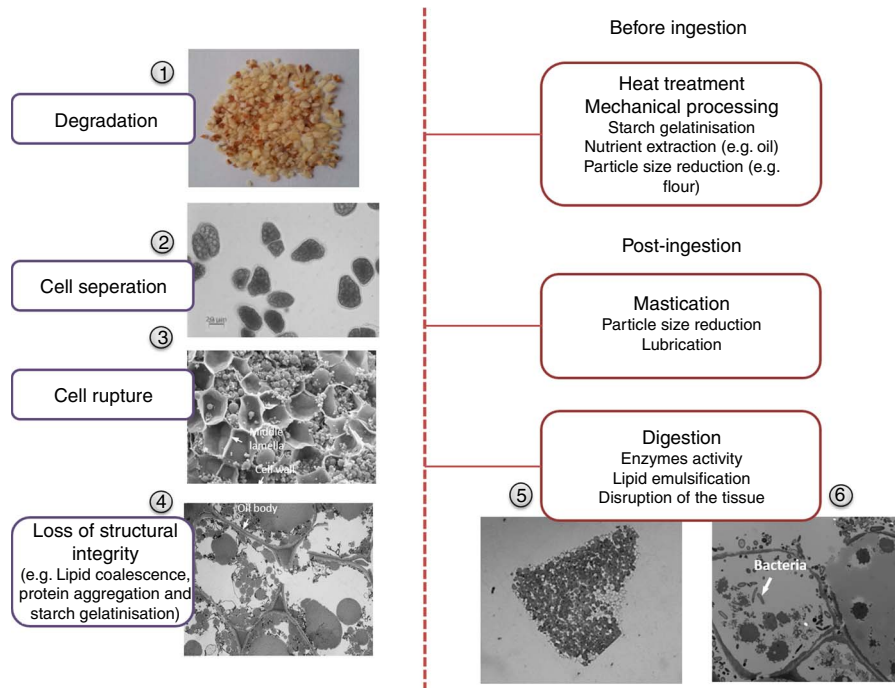 1
Degradation
2
Cell seperation
20 µm
3
Cell rupture
Middle
lamella
Cell wall
4
Loss of structural
integrity
(e.g. Lipid coalescence,
protein aggregation and
starch gelatinisation)
Oil body
Before ingestion
Heat treatment
Mechanical processing
Starch gelatinisation
Nutrient extraction (e.g. oil)
Particle size reduction (e.g.
flour)
Post-ingestion
Mastication
Particle size reduction
Lubrication
Digestion
Enzymes activity
Lipid emulsification
Disruption of the tissue
5
6
Bacteria